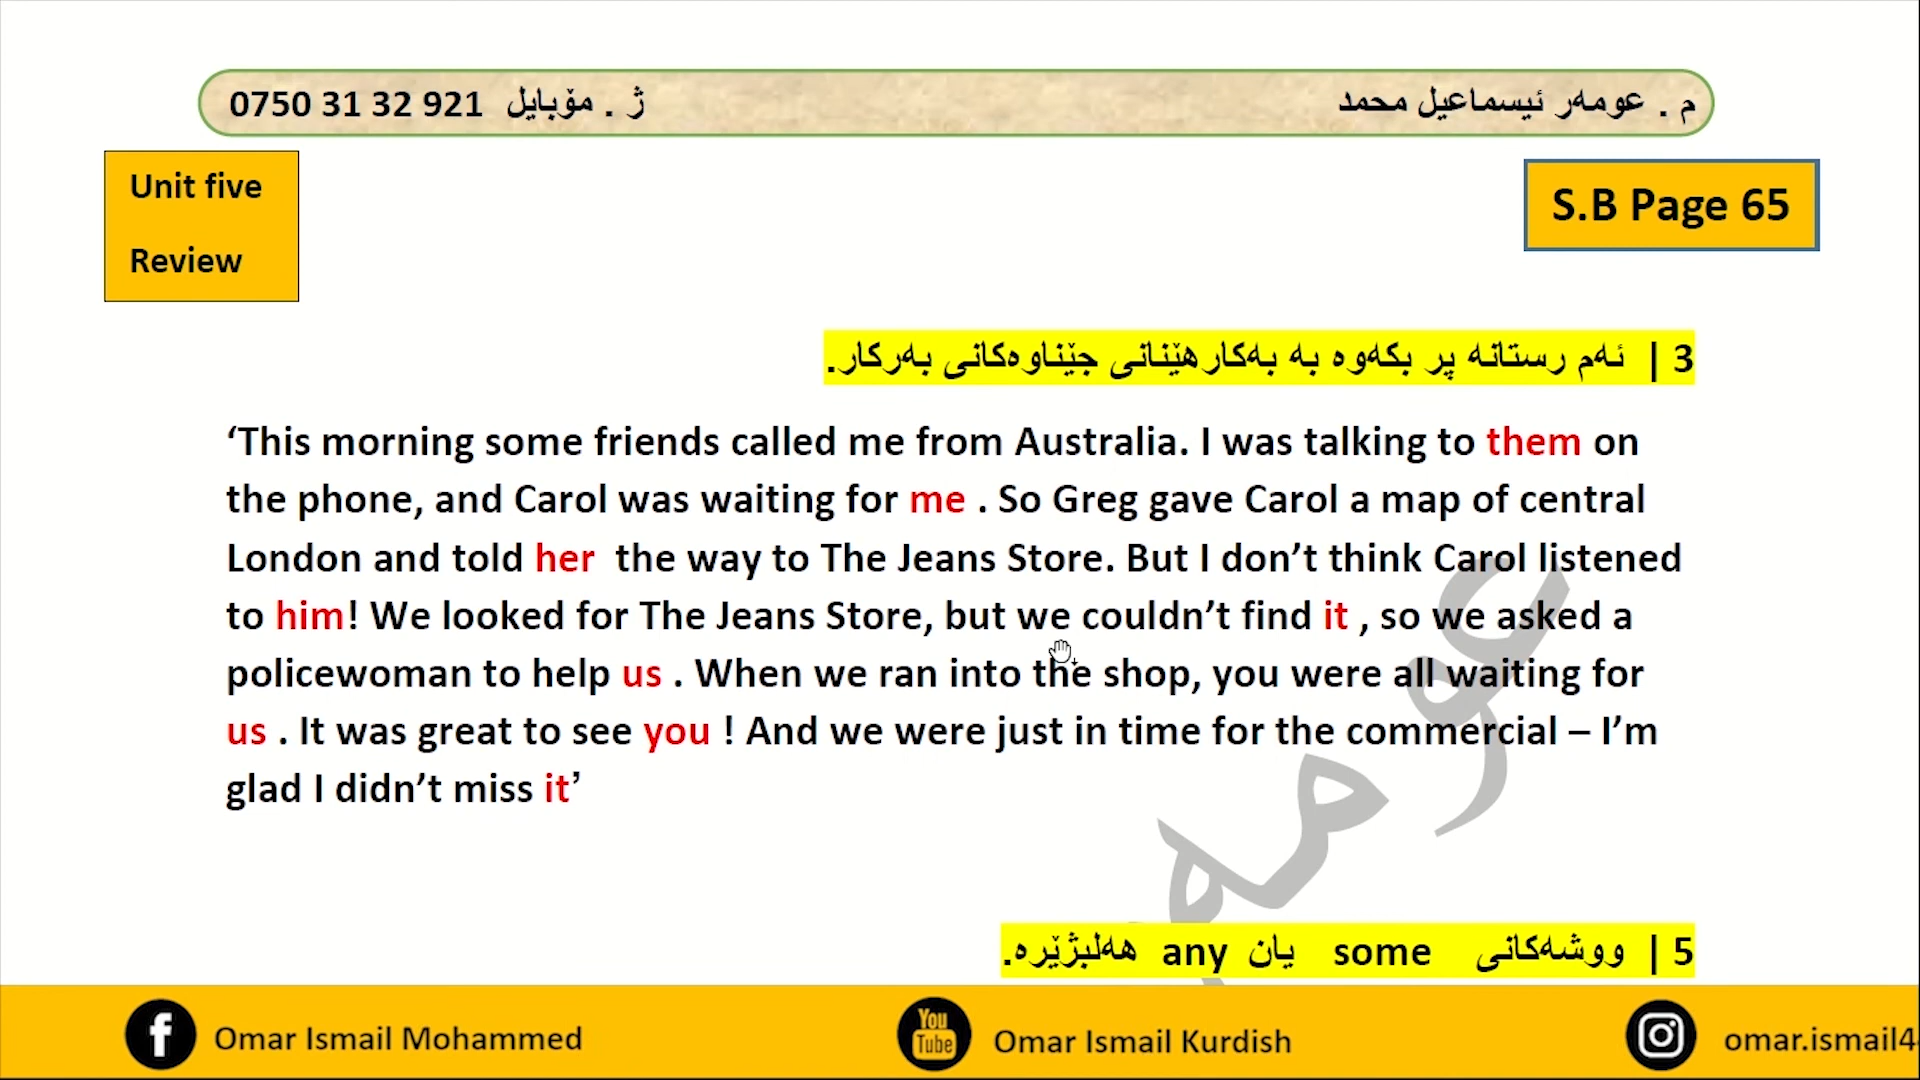 م . عومەر ئیسماعیل محمد
ژ . مۆبایل 0750 31 32 921
Unit five
Review
S.B Page 65
3 | ئەم رستانە پر بکەوە بە بەکارهێنانی جێناوەکانی بەرکار.
‘This morning some friends called me from Australia. I was talking to them on
the phone, and Carol was waiting for me . So Greg gave Carol a map of central
London and told her the way to The Jeans Store. But I don’t think Carol listened
to him! We looked for The Jeans Store, but we couldn’t find it , so we asked a
policewoman to help us . When we ran into the shop, you were all waiting for
us . It was great to see you ! And we were just in time for the commercial – I’m
glad I didn’t miss it’
5 | ووشەکانی some یان any هەلبژێرە.
عومە
Omar Ismail Mohammed
You Tube
Omar Ismail Kurdish
omar.ismail4